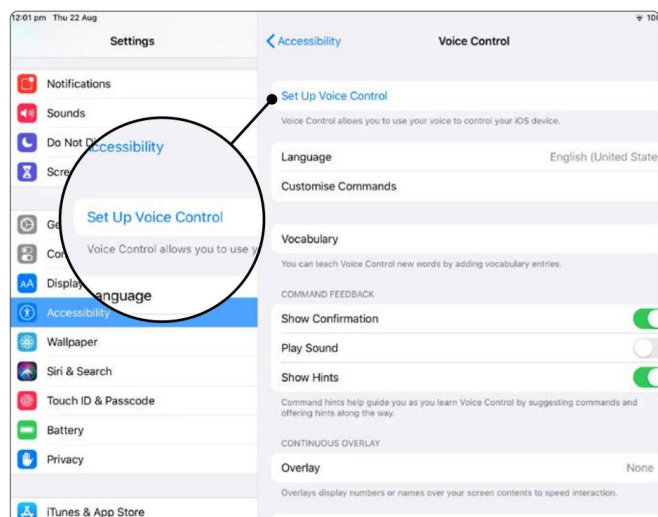 12:01 pm Thu 22 Aug
100
Settings
Notifications
Sounds
Do Not
Accessibility
Wallpaper
Siri & Search
Touch ID & Passcode
Battery
Privacy
iTunes & App Store
Accessibility
Set Up Voice Control
Voice Control allows you to use
Accessibility Voice Control
Set Up Voice Control
Voice Control allows you to use your voice to control your iOS device.
Language English (United State
Customise Commands
Vocabulary
You can teach Voice Control new words by adding vocabulary entries.
COMMAND FEEDBACK
Show Confirmation
Play Sound
Show Hints
Command hints help guide you as you learn Voice Control by suggesting commands and
offering hints along the way.
CONTINUOUS OVERLAY
Overlay None
Overlays display numbers or names over your screen contents to speed interaction.